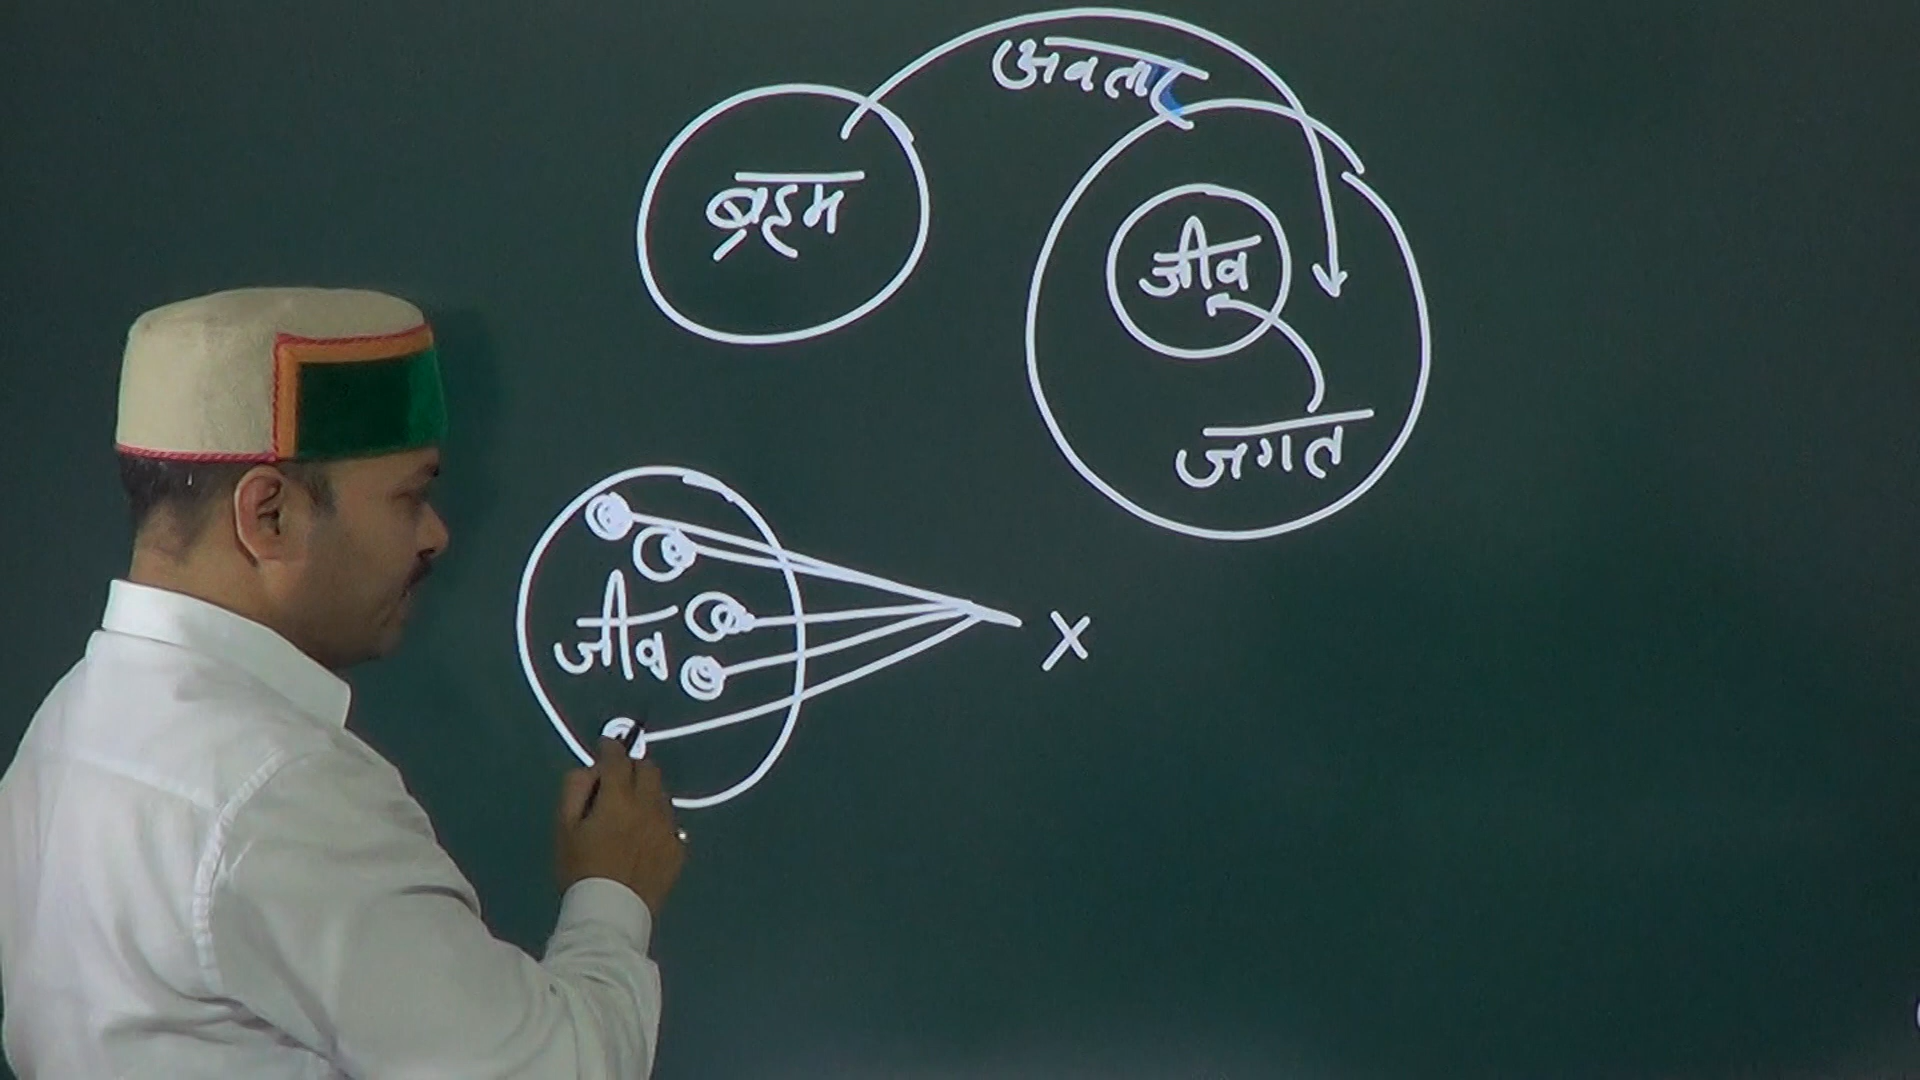 अवतार
ब्रह्म
जीव
जगत
जीव
X